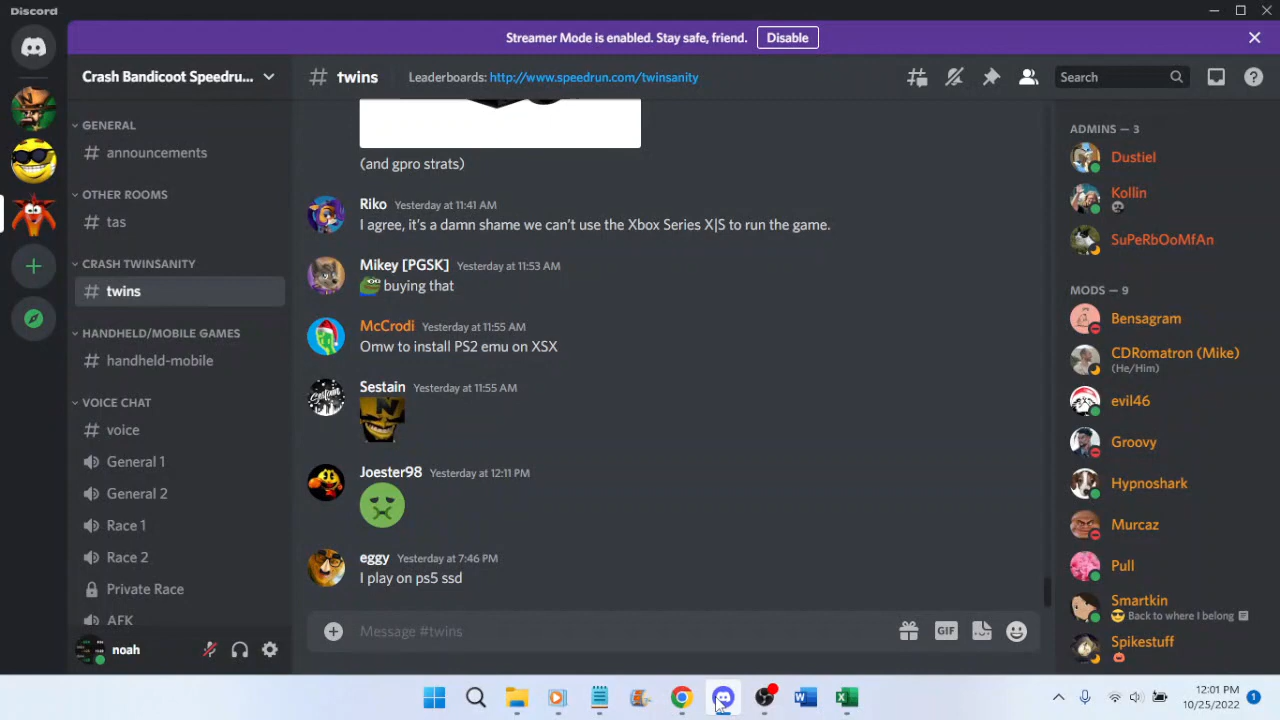 Discord
Streamer Mode is enabled. Stay safe, friend.
Disable
Crash Bandicoot Speedru...
# twins
Leaderboards: http://www.speedrun.com/twinsanity
Search
GENERAL
# announcements
OTHER ROOMS
# tas
CRASH TWINSANITY
# twins
HANDHELD/MOBILE GAMES
# handheld-mobile
VOICE CHAT
# voice
General 1
General 2
Race 1
Race 2
Private Race
AFK
noah
(and gpro strats)
Riko Yesterday at 11:41 AM
I agree, it's a damn shame we can't use the Xbox Series X|S to run the game.
Mikey [PGSK] Yesterday at 11:53 AM
buying that
McCrodi Yesterday at 11:55 AM
Omw to install PS2 emu on XSX
Sestain Yesterday at 11:55 AM
Joester98 Yesterday at 12:11 PM
eggy Yesterday at 7:46 PM
I play on ps5 ssd
Message #twins
GIF
ADMINS — 3
Dustiel
Kollin
SuPeRbOoMfAn
MODS — 9
Bensagram
CDRomatron (Mike)
(He/Him)
evil46
Groovy
Hypnoshark
Murcaz
Pull
Smartkin
Back to where I belong
Spikestuff
12:01 PM
10/25/2022
1